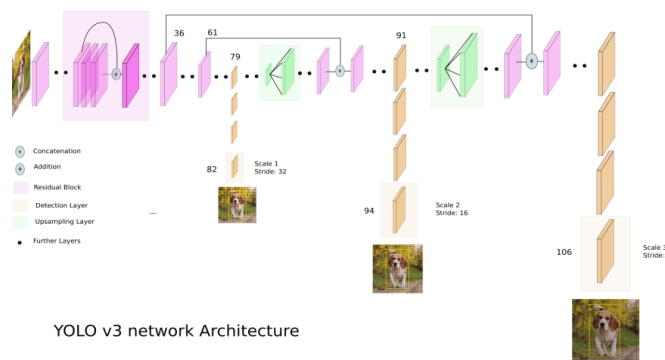 36
61
79
91
Concatenation
Addition
Residual Block
Detection Layer
Upsampling Layer
Further Layers
...
82
Scale 1
Stride: 32
94
Scale 2
Stride: 16
106
Scale 3
Stride:
YOLO v3 network Architecture